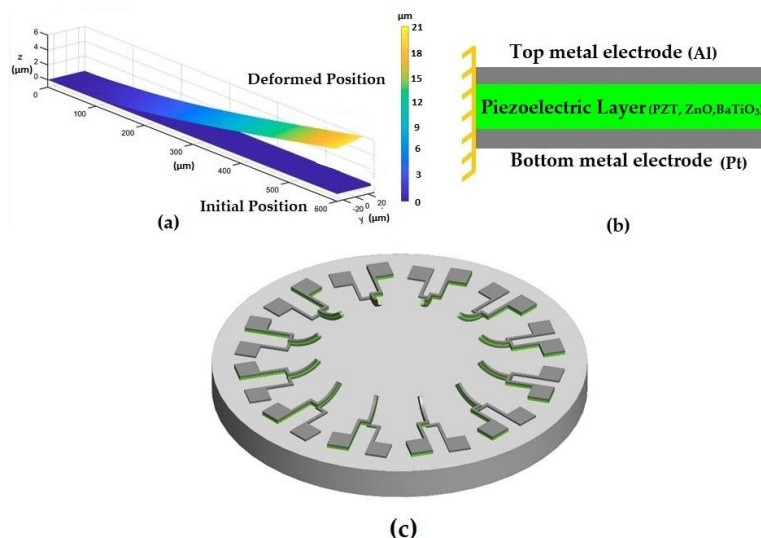 μm
21
18
15
12
9
6
3
0
6
4
2
0
z
(μm)
0
100
200
300
400
500
600
(μm)
-20
0
20
y
(μm)
Deformed Position
Initial Position
(a)
Top metal electrode (Al)
Piezoelectric Layer (PZT, ZnO,BaTiO₃)
Bottom metal electrode (Pt)
(b)
(c)